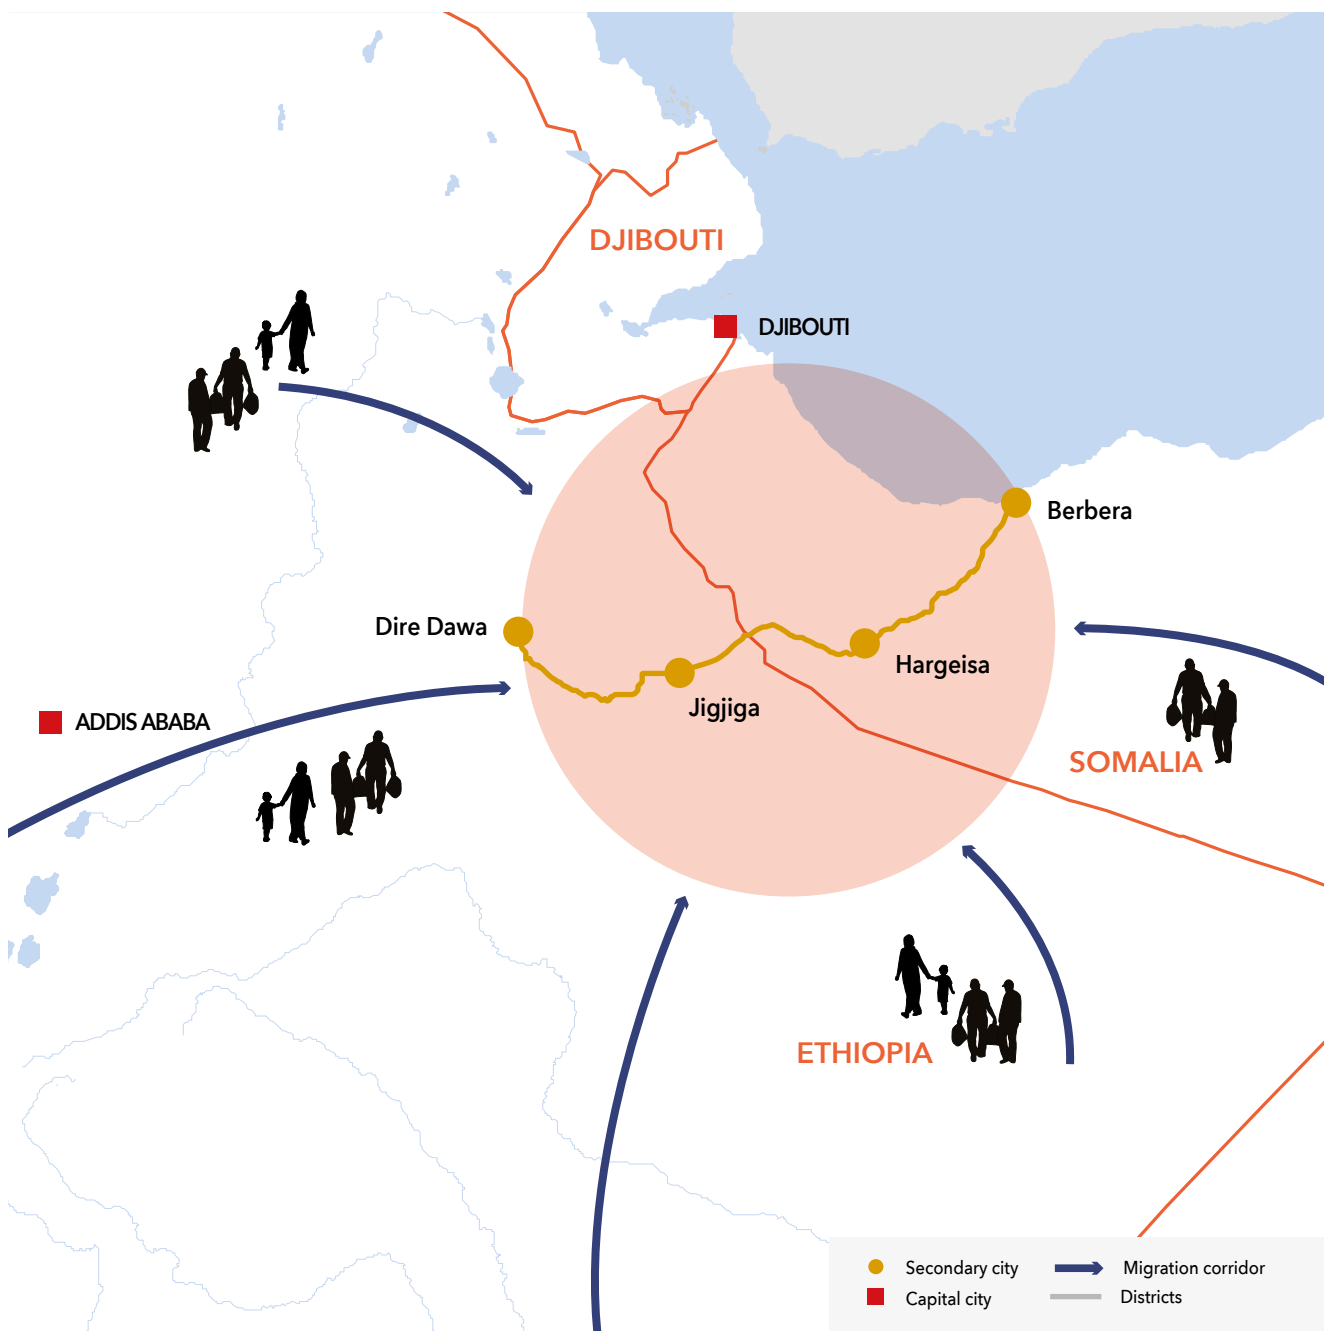 DJIBOUTI
DJIBOUTI
Berbera
Dire Dawa
Hargeisa
Jigjiga
ADDIS ABABA
SOMALIA
ETHIOPIA
Secondary city
Migration corridor
Capital city
Districts